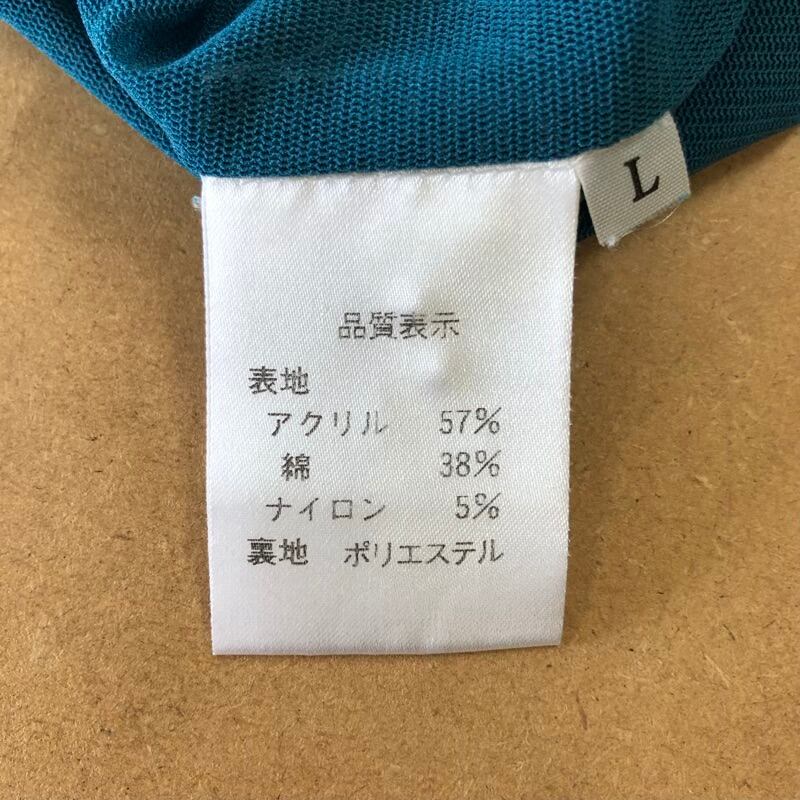 L
品質表示
表地
アクリル 57%
綿 38%
ナイロン 5%
裏地 ポリエステル